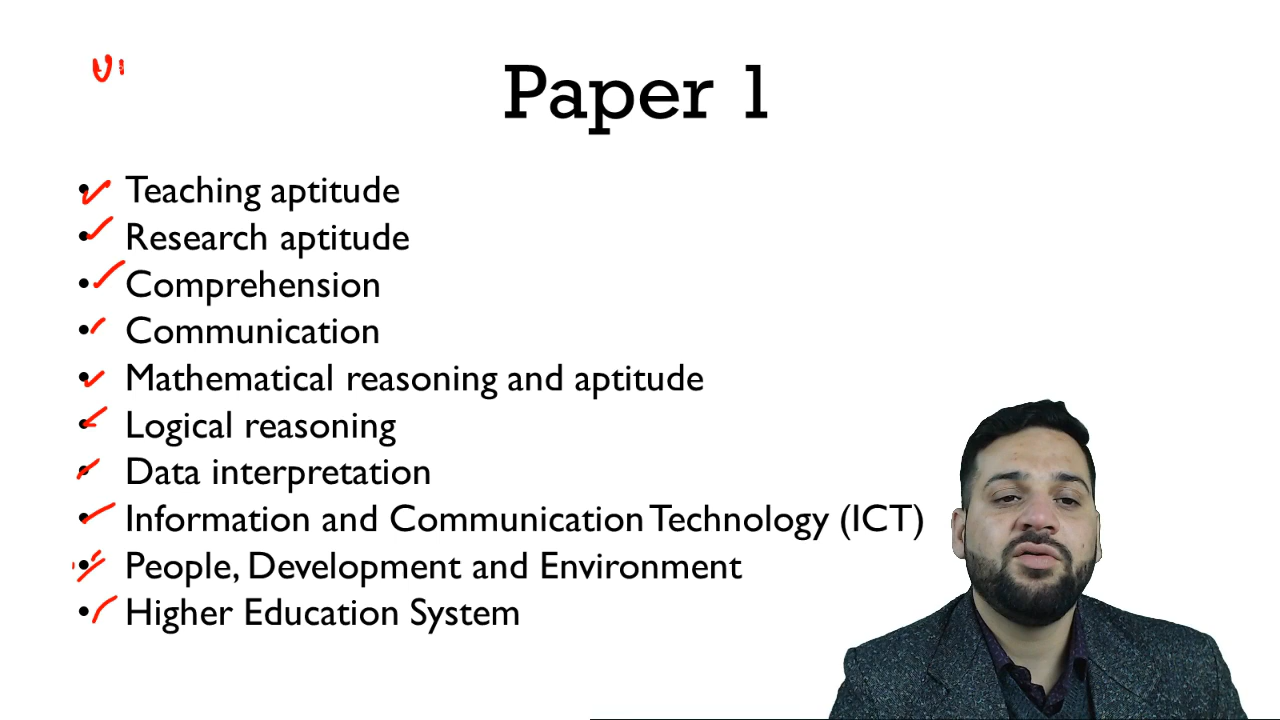 Paper 1
• Teaching aptitude
• Research aptitude
• Comprehension
• Communication
• Mathematical reasoning and aptitude
• Logical reasoning
• Data interpretation
• Information and Communication Technology (ICT)
• People, Development and Environment
• Higher Education System